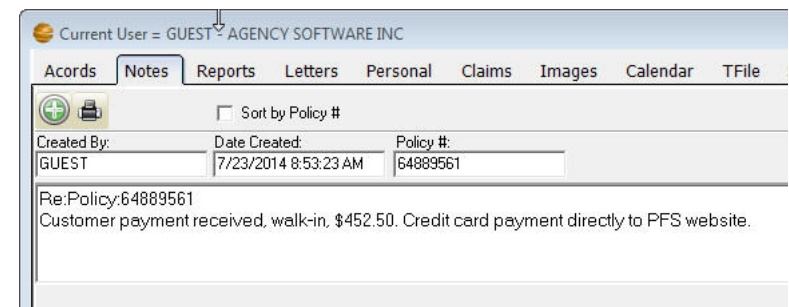 Current User = GUEST - AGENCY SOFTWARE INC
Acords Notes Reports Letters Personal Claims Images Calendar TFile
Sort by Policy #
Created By: Date Created: Policy #:
GUEST 7/23/2014 8:53:23 AM 64889561
Re:Policy:64889561
Customer payment received, walk-in, $452.50. Credit card payment directly to PFS website.